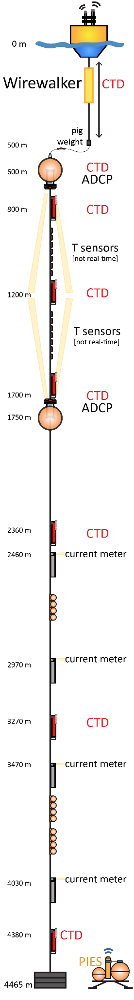 0 m
Wirewalker CTD
pig
weight
500 m
CTD
600 m
ADCP
800 m CTD
T sensors
[not real-time]
1200 m CTD
T sensors
[not real-time]
1700 m CTD
ADCP
1750 m
2360 m CTD
2460 m current meter
current meter
2970 m
3270 m CTD
3470 m current meter
current meter
4030 m
4380 m CTD
PIES
4465 m